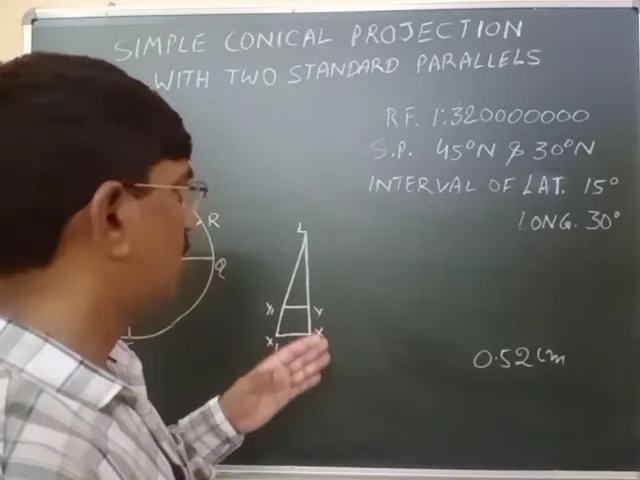 SIMPLE CONICAL PROJECTION
WITH TWO STANDARD PARALLELS
R.F. 1:320000000
S.P. 45°N & 30°N
INTERVAL OF LAT. 15°
LONG. 30°
R
Q
L
Y
X
0.52 cm